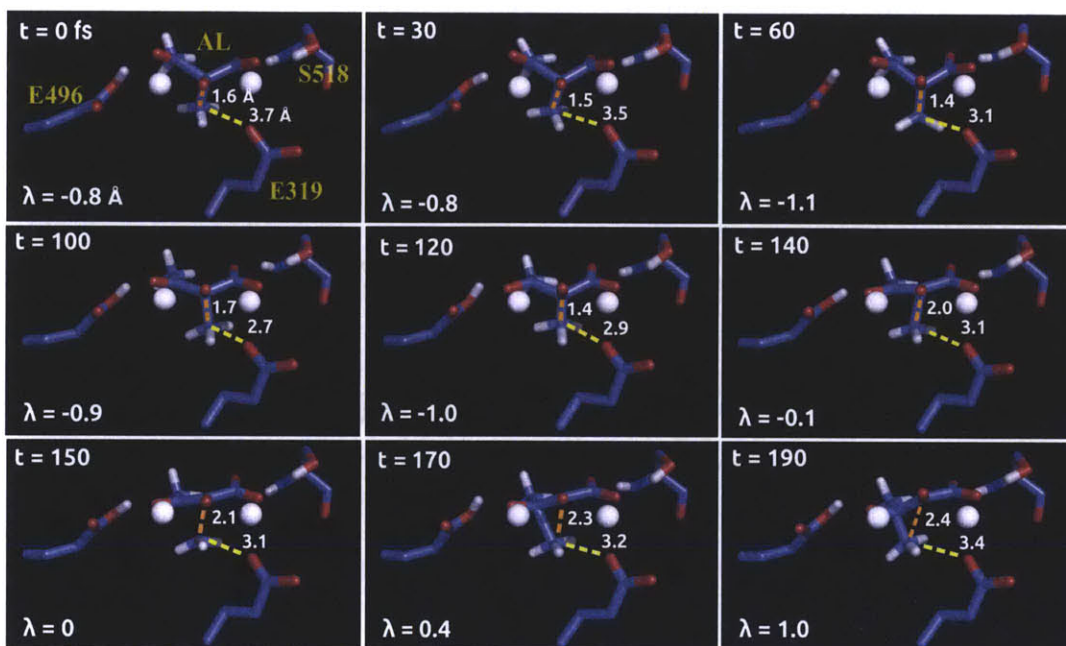 t = 0 fs
AL
S518
E496
1.6 Å
3.7 Å
E319
λ = -0.8 Å
t = 30
1.5
3.5
λ = -0.8
t = 60
1.4
3.1
λ = -1.1
t = 100
1.7
2.7
λ = -0.9
t = 120
1.4
2.9
λ = -1.0
t = 140
2.0
3.1
λ = -0.1
t = 150
2.1
3.1
λ = 0
t = 170
2.3
3.2
λ = 0.4
t = 190
2.4
3.4
λ = 1.0